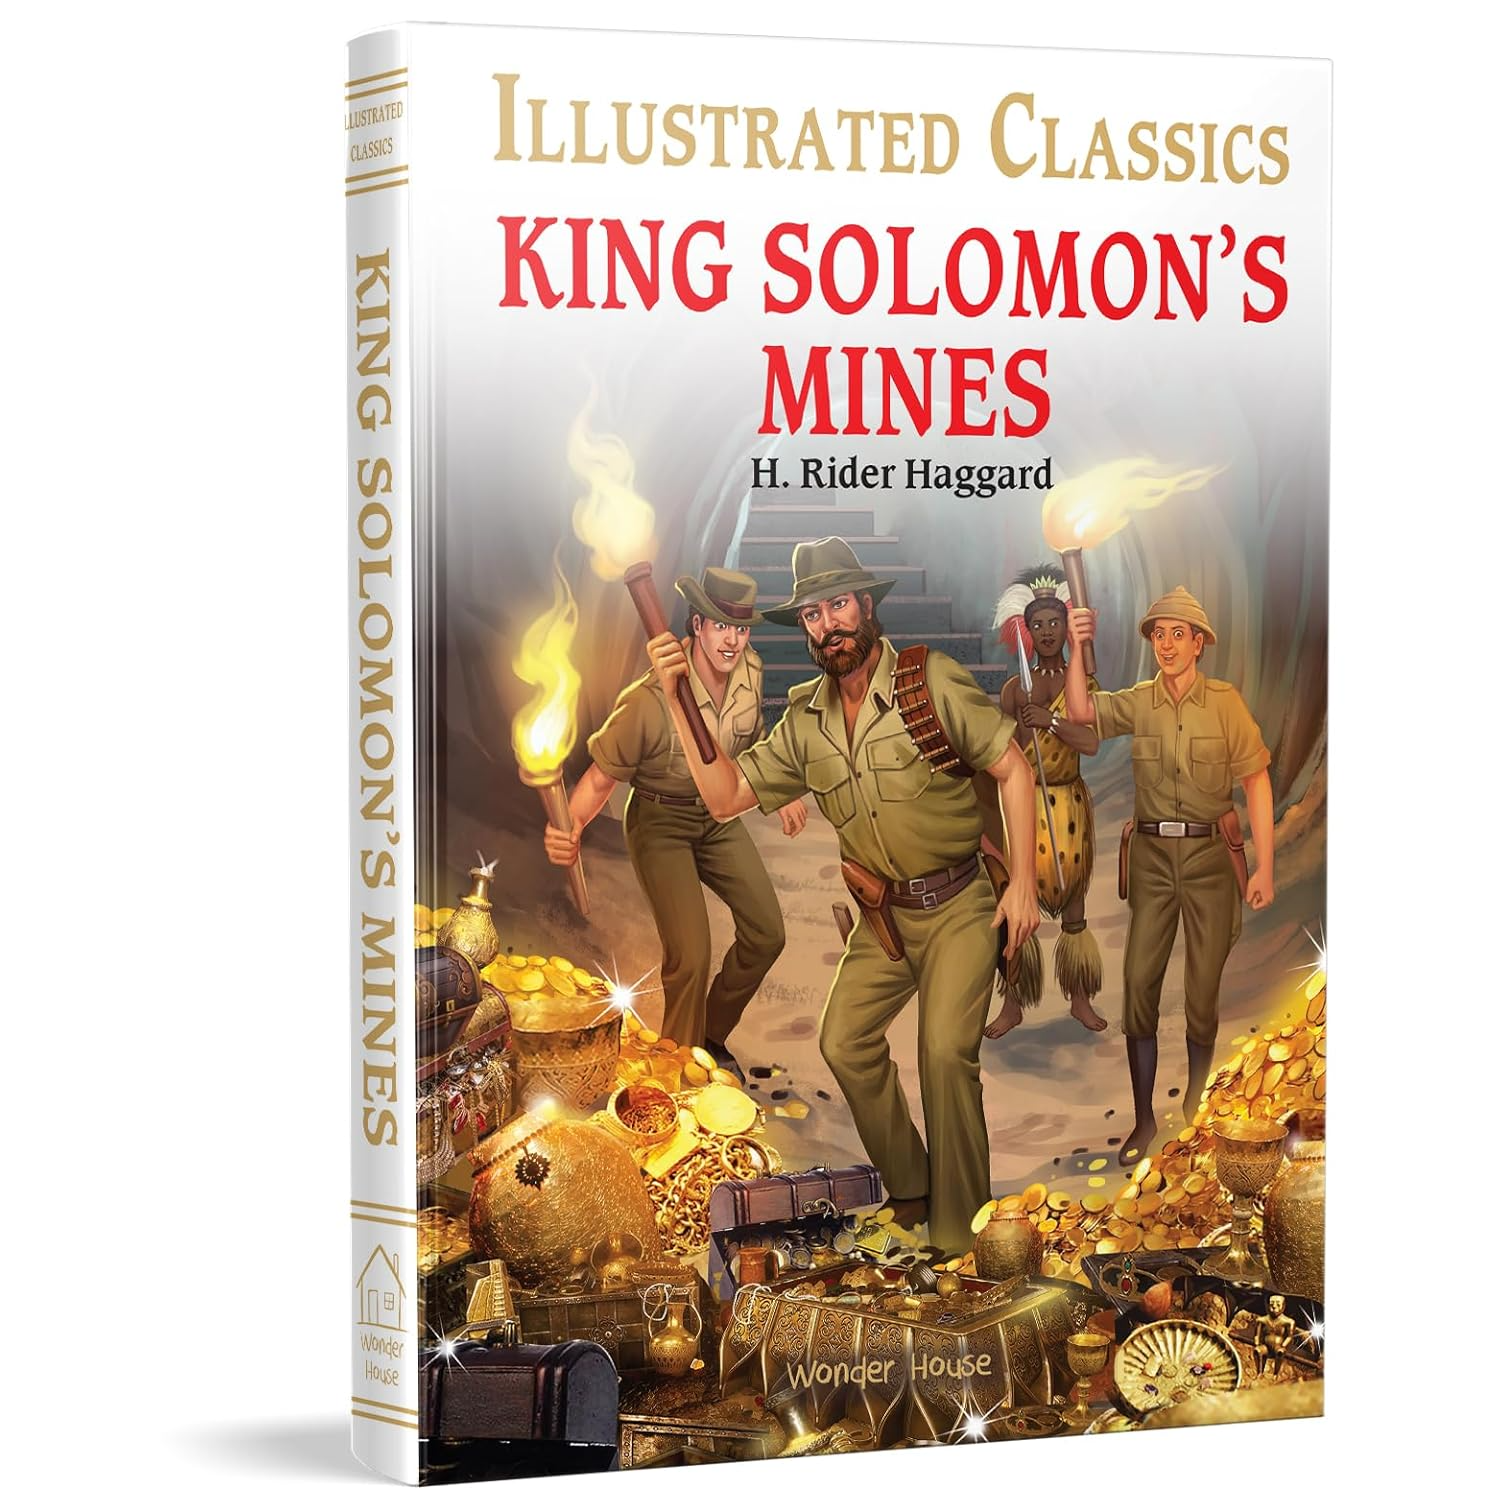 ILLUSTRATED
CLASSICS
KING SOLOMON'S MINES
Wonder
House
ILLUSTRATED CLASSICS
KING SOLOMON'S
MINES
H. Rider Haggard
Wonder House